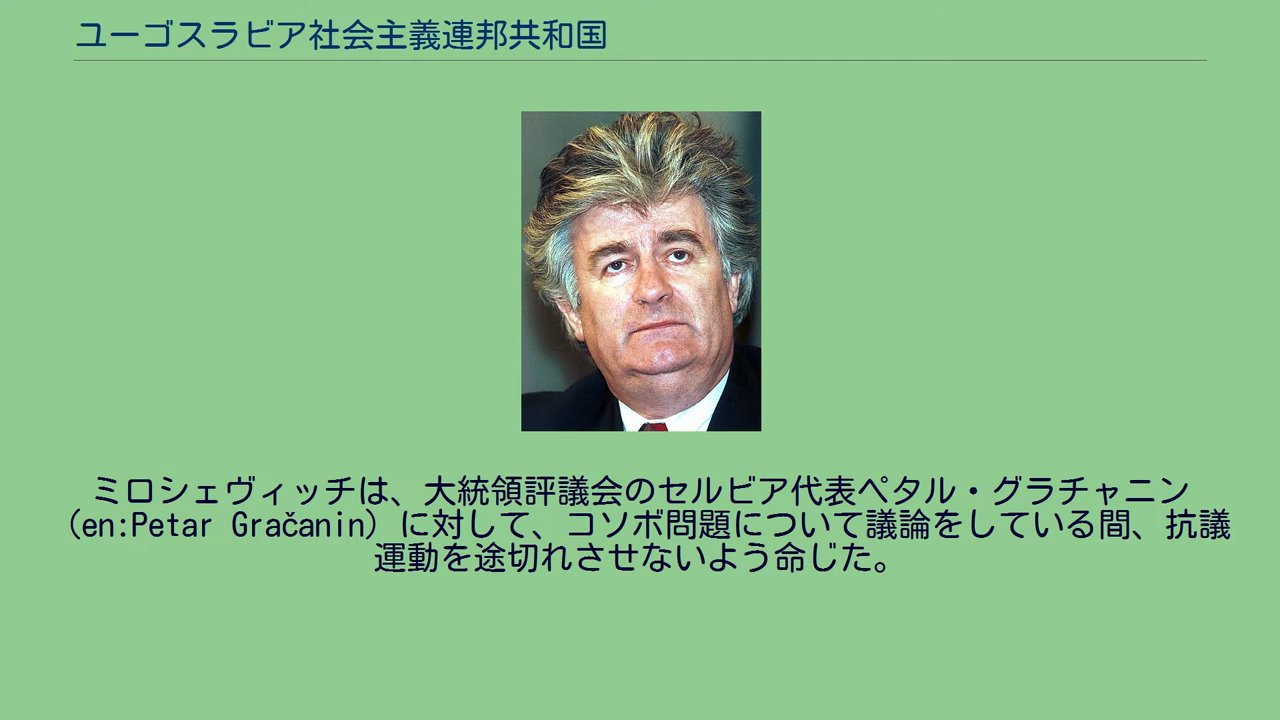 ユーゴスラビア社会主義連邦共和国
ミロシェヴィッチは、大統領評議会のセルビア代表ペタル・グラチャニン
(en:Petar Gračanin) に対して、コソボ問題について議論をしている間、抗議
運動を途切れさせないよう命じた。